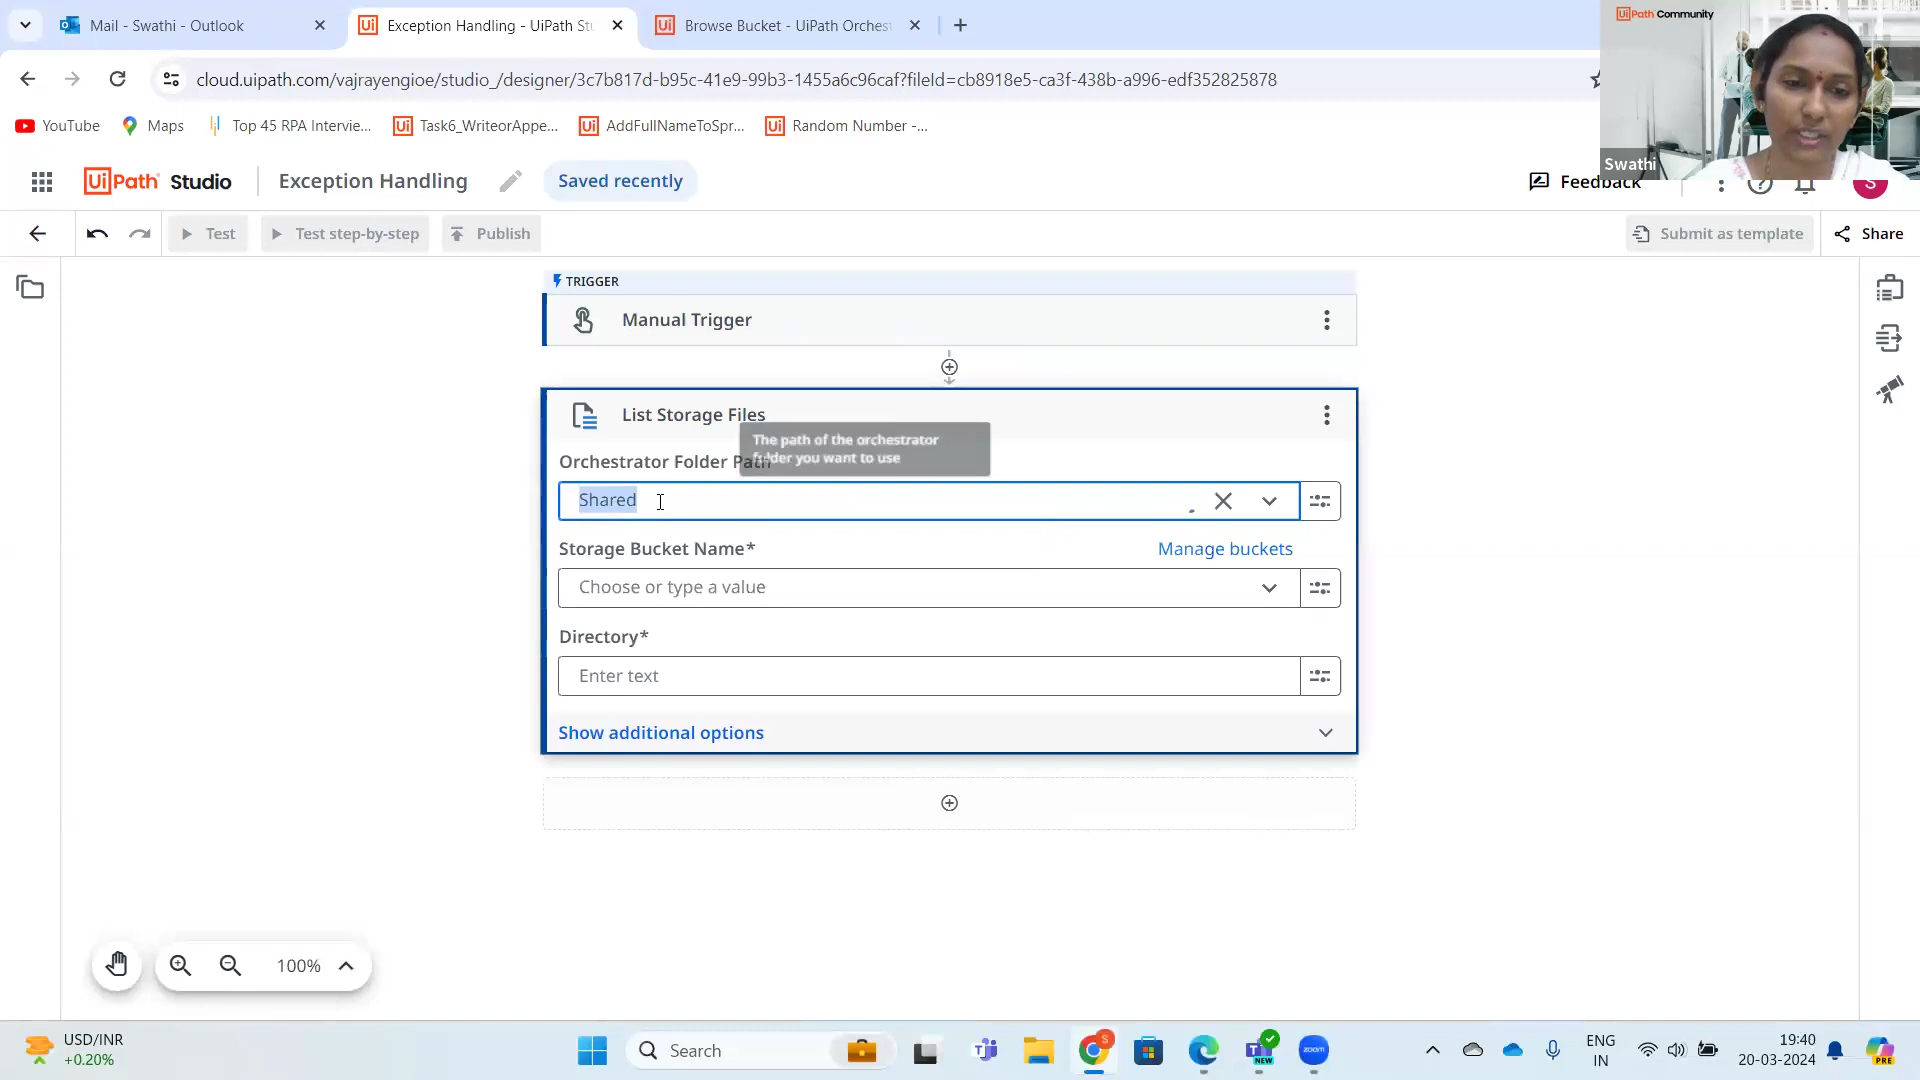 Mail - Swathi - Outlook
Exception Handling - UiPath Stu
Browse Bucket - UiPath Orchest
UiPath Community
cloud.uipath.com/vajrayengioe/studio_/designer/3c7b817d-b95c-41e9-99b3-1455a6c96caf?fileId=cb8918e5-ca3f-438b-a996-edf352825878
YouTube
Maps
Top 45 RPA Intervie...
Task6_WriteorAppe...
AddFullNameToSpr...
Random Number -...
Swathi
UiPath Studio
Exception Handling
Saved recently
Feedback
S
Test
Test step-by-step
Publish
Submit as template
Share
TRIGGER
Manual Trigger
List Storage Files
The path of the orchestrator
folder you want to use
Orchestrator Folder Path
Shared
Storage Bucket Name*
Manage buckets
Choose or type a value
Directory*
Enter text
Show additional options
100%
USD/INR
+0.20%
Search
S
NEW
zoom
ENG
IN
19:40
20-03-2024
PRE